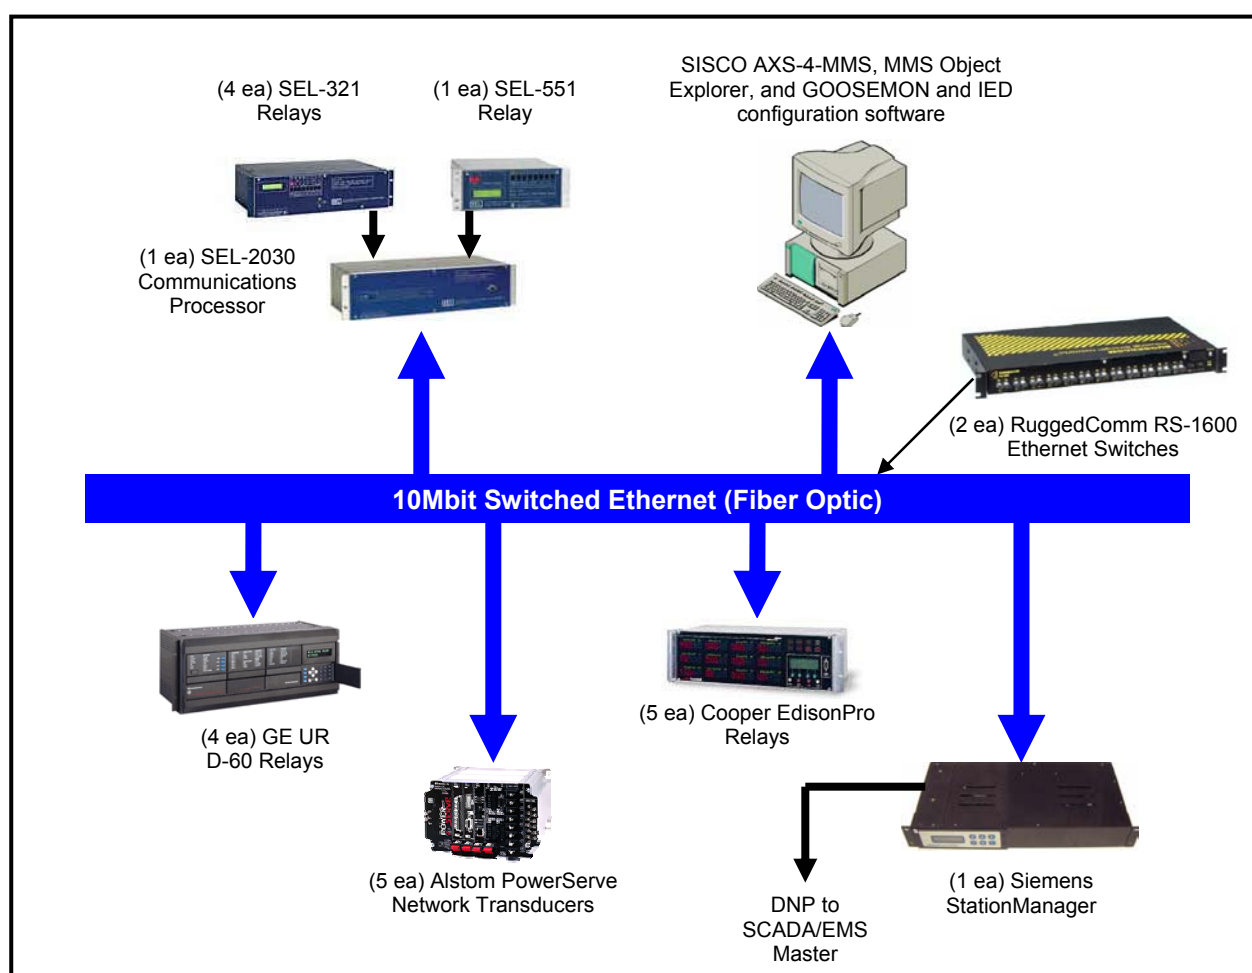 (4 ea) SEL-321
Relays
(1 ea) SEL-551
Relay
SISCO AXS-4-MMS, MMS Object
Explorer, and GOOSEMON and IED
configuration software
(1 ea) SEL-2030
Communications
Processor
(2 ea) RuggedComm RS-1600
Ethernet Switches
10Mbit Switched Ethernet (Fiber Optic)
(4 ea) GE UR
D-60 Relays
(5 ea) Cooper EdisonPro
Relays
(5 ea) Alstom PowerServe
Network Transducers
DNP to
SCADA/EMS
Master
(1 ea) Siemens
StationManager